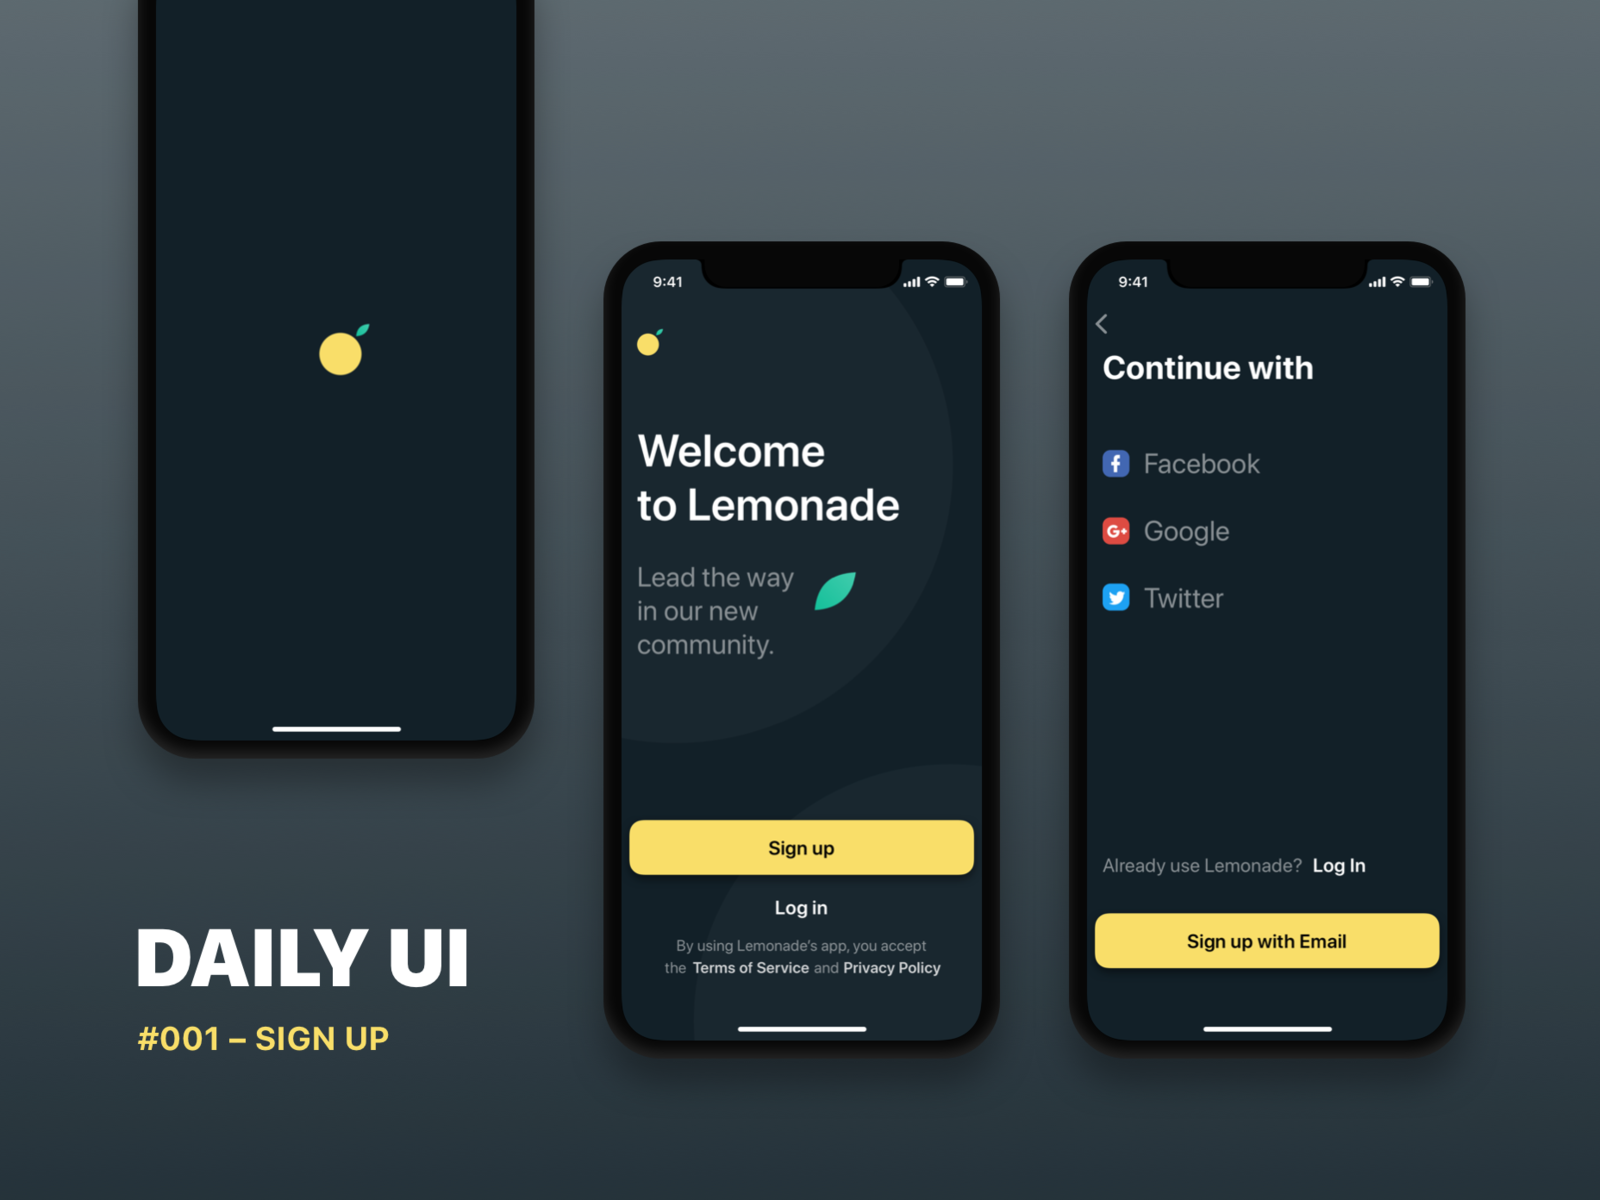 DAILY UI
#001 – SIGN UP
9:41
Welcome
to Lemonade
Lead the way
in our new
community.
Sign up
Log in
By using Lemonade's app, you accept
the Terms of Service and Privacy Policy
9:41
Continue with
f Facebook
G+ Google
Twitter
Already use Lemonade? Log In
Sign up with Email